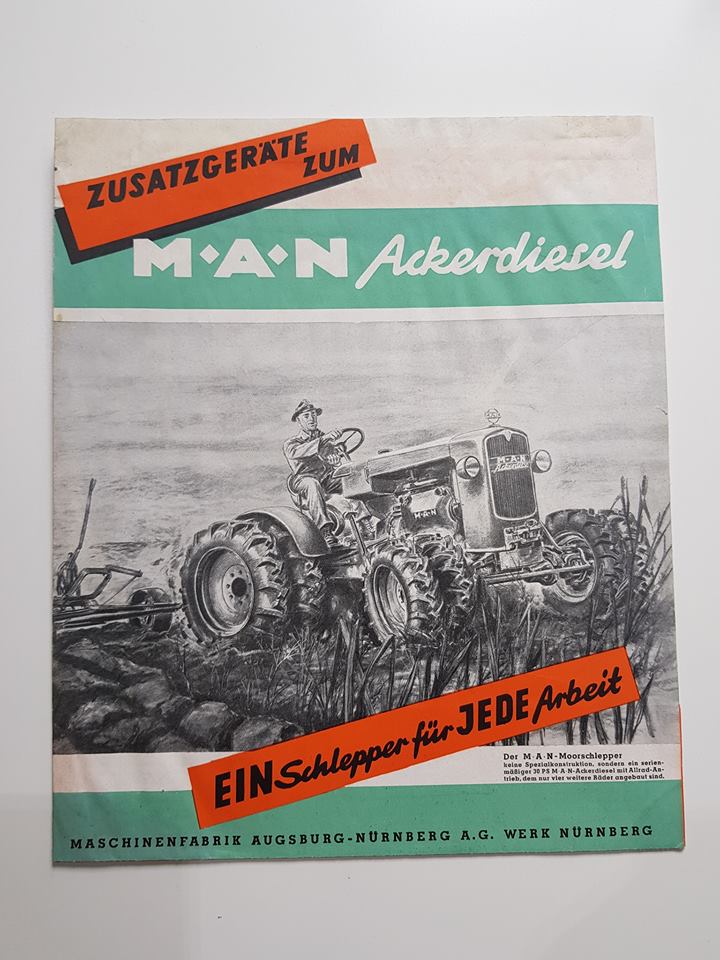 ZUSATZGERÄTE
ZUM
M·A·N Ackerdiesel
M·A·N
Ackerdiesel
M·A·N
EIN Schlepper für JEDE Arbeit
Der M·A·N-Moorschlepper
keine Spezialkonstruktion, sondern ein serien-
mäßiger 30 PS M·A·N-Ackerdiesel mit Allrad-An-
trieb, dem nur vier weitere Räder angebaut sind.
MASCHINENFABRIK AUGSBURG-NÜRNBERG A.G. WERK NÜRNBERG